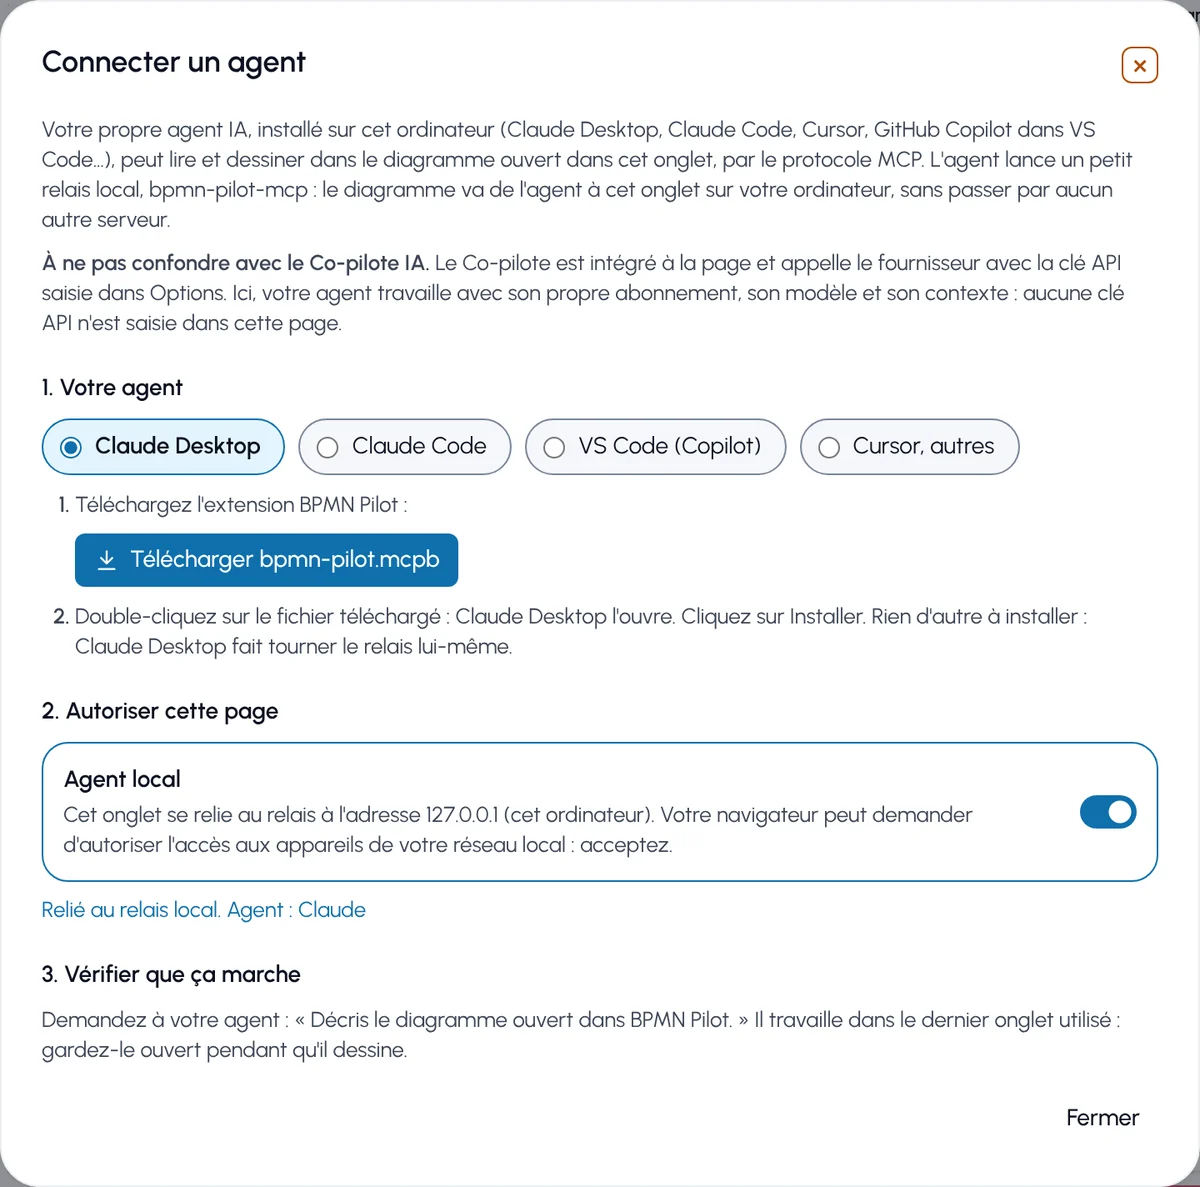 Connecter un agent
Votre propre agent IA, installé sur cet ordinateur (Claude Desktop, Claude Code, Cursor, GitHub Copilot dans VS
Code…), peut lire et dessiner dans le diagramme ouvert dans cet onglet, par le protocole MCP. L'agent lance un petit
relais local, bpmn-pilot-mcp : le diagramme va de l'agent à cet onglet sur votre ordinateur, sans passer par aucun
autre serveur.
À ne pas confondre avec le Co-pilote IA. Le Co-pilote est intégré à la page et appelle le fournisseur avec la clé API
saisie dans Options. Ici, votre agent travaille avec son propre abonnement, son modèle et son contexte : aucune clé
API n'est saisie dans cette page.
1. Votre agent
Claude Desktop
Claude Code
VS Code (Copilot)
Cursor, autres
1. Téléchargez l'extension BPMN Pilot :
Télécharger bpmn-pilot.mcpb
2. Double-cliquez sur le fichier téléchargé : Claude Desktop l'ouvre. Cliquez sur Installer. Rien d'autre à installer :
Claude Desktop fait tourner le relais lui-même.
2. Autoriser cette page
Agent local
Cet onglet se relie au relais à l'adresse 127.0.0.1 (cet ordinateur). Votre navigateur peut demander
d'autoriser l'accès aux appareils de votre réseau local : acceptez.
Relié au relais local. Agent : Claude
3. Vérifier que ça marche
Demandez à votre agent : « Décris le diagramme ouvert dans BPMN Pilot. » Il travaille dans le dernier onglet utilisé :
gardez-le ouvert pendant qu'il dessine.
Fermer